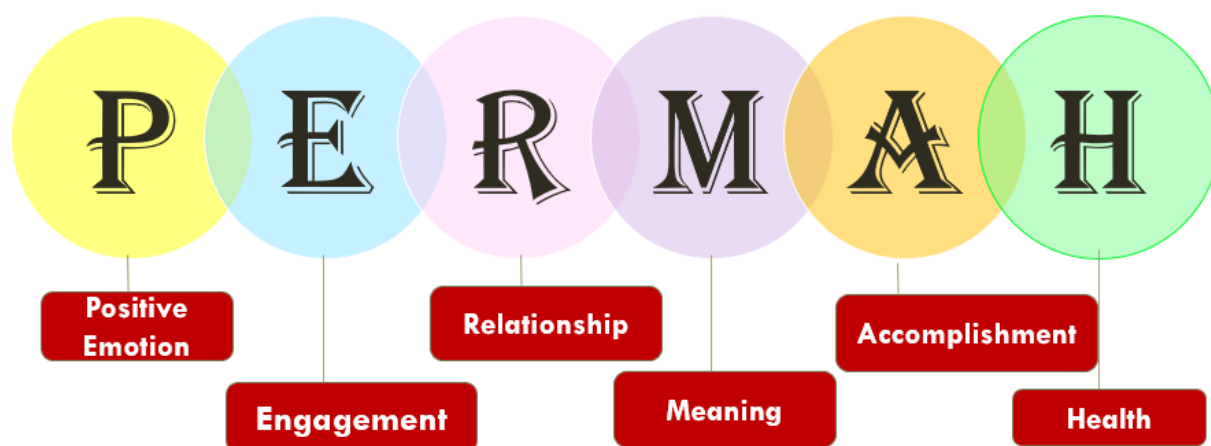 P E R M A H
Positive
Emotion
Engagement
Relationship
Meaning
Accomplishment
Health